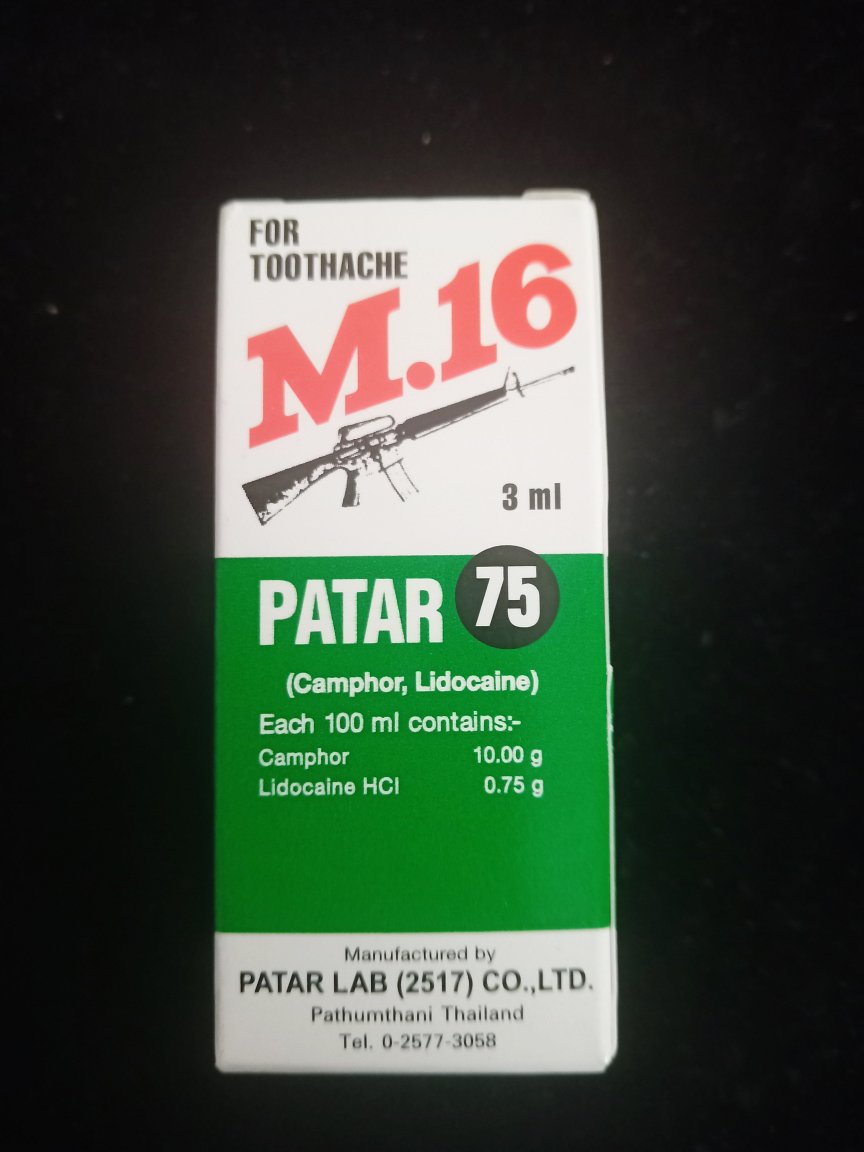 FOR
TOOTHACHE
M.16
3 ml
PATAR 75
(Camphor, Lidocaine)
Each 100 ml contains:-
Camphor 10.00 g
Lidocaine HCl 0.75 g
Manufactured by
PATAR LAB (2517) CO.,LTD.
Pathumthani Thailand
Tel. 0-2577-3058